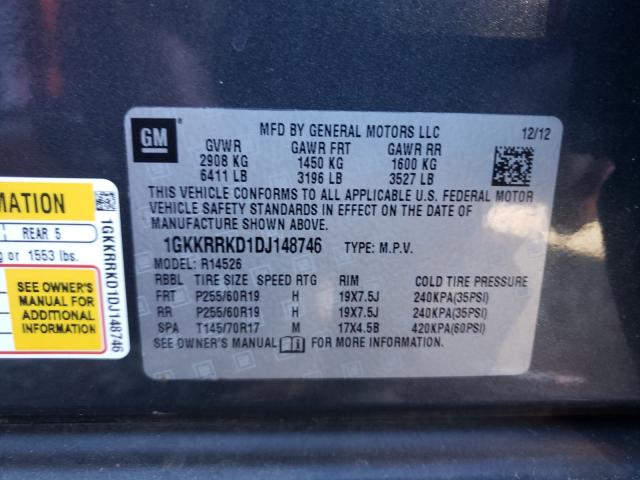 GM
MFD BY GENERAL MOTORS LLC 12/12
GVWR GAWR FRT GAWR RR
2908 KG 1450 KG 1600 KG
6411 LB 3196 LB 3527 LB
THIS VEHICLE CONFORMS TO ALL APPLICABLE U.S. FEDERAL MOTOR
VEHICLE SAFETY STANDARDS IN EFFECT ON THE DATE OF
MANUFACTURE SHOWN ABOVE.
1GKKRRKD1DJ148746 TYPE: M.P.V.
MODEL: R14526
RBBL TIRE SIZE SPEED RTG RIM COLD TIRE PRESSURE
FRT P255/60R19 H 19X7.5J 240KPA(35PSI)
RR P255/60R19 H 19X7.5J 240KPA(35PSI)
SPA T145/70R17 M 17X4.5B 420KPA(60PSI)
SEE OWNER'S MANUAL FOR MORE INFORMATION.
MATION
REAR 5
or 1553 lbs.
SEE OWNER'S
MANUAL FOR
ADDITIONAL
INFORMATION
1GKKRRKD1DJ148746